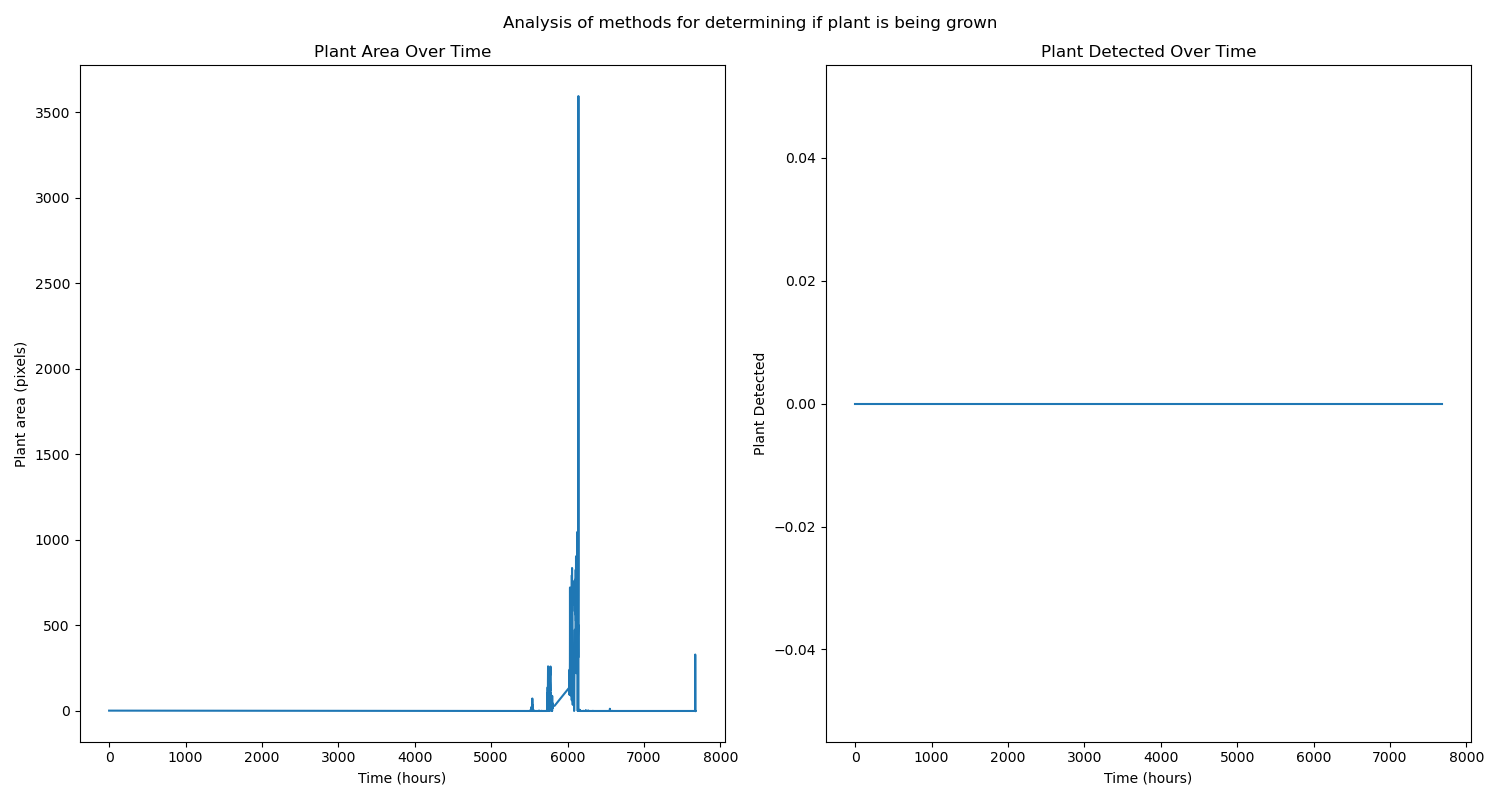 Analysis of methods for determining if plant is being grown
Plant Area Over Time
3500
3000
2500
2000
1500
1000
500
0
Plant area (pixels)
0 1000 2000 3000 4000 5000 6000 7000 8000
Time (hours)
Plant Detected Over Time
0.04
0.02
0.00
−0.02
−0.04
Plant Detected
0 1000 2000 3000 4000 5000 6000 7000 8000
Time (hours)